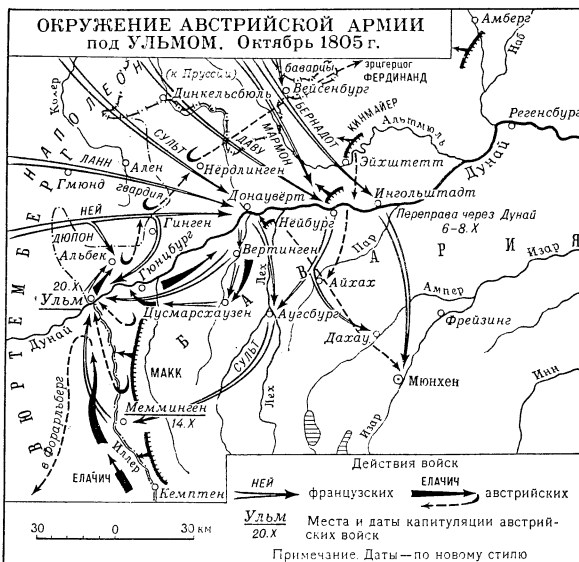 ОКРУЖЕНИЕ АВСТРИЙСКОЙ АРМИИ
под УЛЬМОМ. Октябрь 1805 г.
Амберг
Наб
баварцы
эрцгерцог
ФЕРДИНАНД
(к Пруссии)
Вейсенбург
Динкельсбюль
Кохер
НАПОЛЕОН
БЕРНАДОТ
КИНМАЙЕР
Альтмюль
Регенсбург
МАРМОН
ДАВУ
СУЛЬТ
Эйхштетт
ДУНАЙ
ЛАНН
Ален
Нёрдлинген
Гмюнд
гвардия
Донаувёрт
Ингольштадт
НЕЙ
Гинген
Нёйбург
Переправа через Дунай
6–8.X
ДЮПОН
Альбек
Гюнцбург
Вертинген
Лех
Пар
Изар
БАВАРИЯ
ВЮРТЕМБЕРГ
20.X
Ульм
Айхах
Ампер
Цусмарсхаузен
Аугсбург
Фрейзинг
Дунай
Дахау
МАКК
СУЛЬТ
Мюнхен
Инн
Мемминген
14.X
Лех
Изар
в Форарльберг
Иллер
ЕЛАЧИЧ
Кемптен
Действия войск
НЕЙ
французских
ЕЛАЧИЧ
австрийских
Ульм
20.X
Места и даты капитуляции австрий-
ских войск
Примечание. Даты—по новому стилю
30 0 30 км